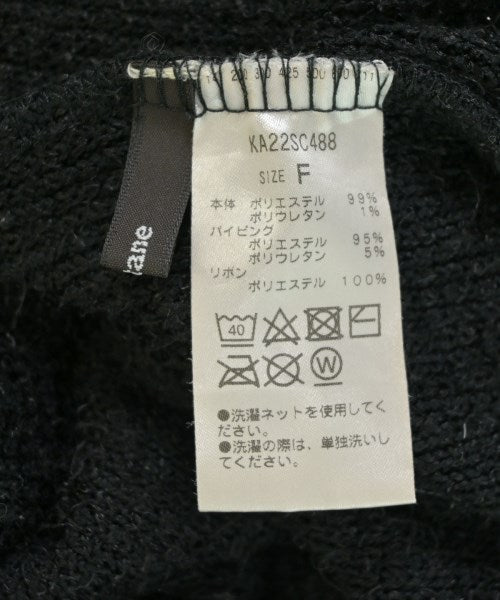 KA22SC488
SIZE F
本体 ポリエステル 99%
ポリウレタン 1%
パイピング
ポリエステル 95%
ポリウレタン 5%
リボン
ポリエステル 100%
40
W
●洗濯ネットを使用してく
ださい。
●洗濯の際は、単独洗いし
てください。
ane